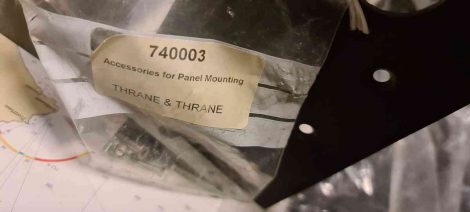 740003
Accessories for Panel Mounting
THRANE & THRANE